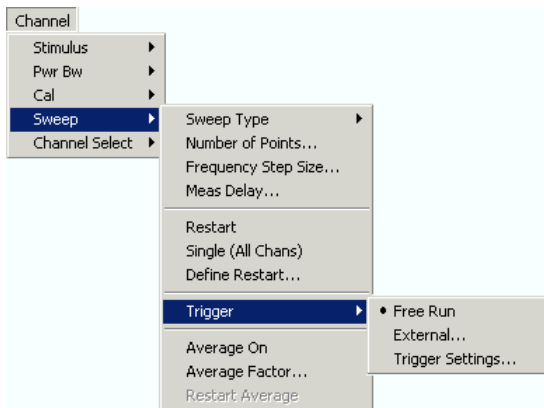 Channel
Stimulus
Pwr Bw
Cal
Sweep
Channel Select
Sweep Type
Number of Points...
Frequency Step Size...
Meas Delay...
Restart
Single (All Chans)
Define Restart...
Trigger
Average On
Average Factor...
Restart Average
Free Run
External...
Trigger Settings...